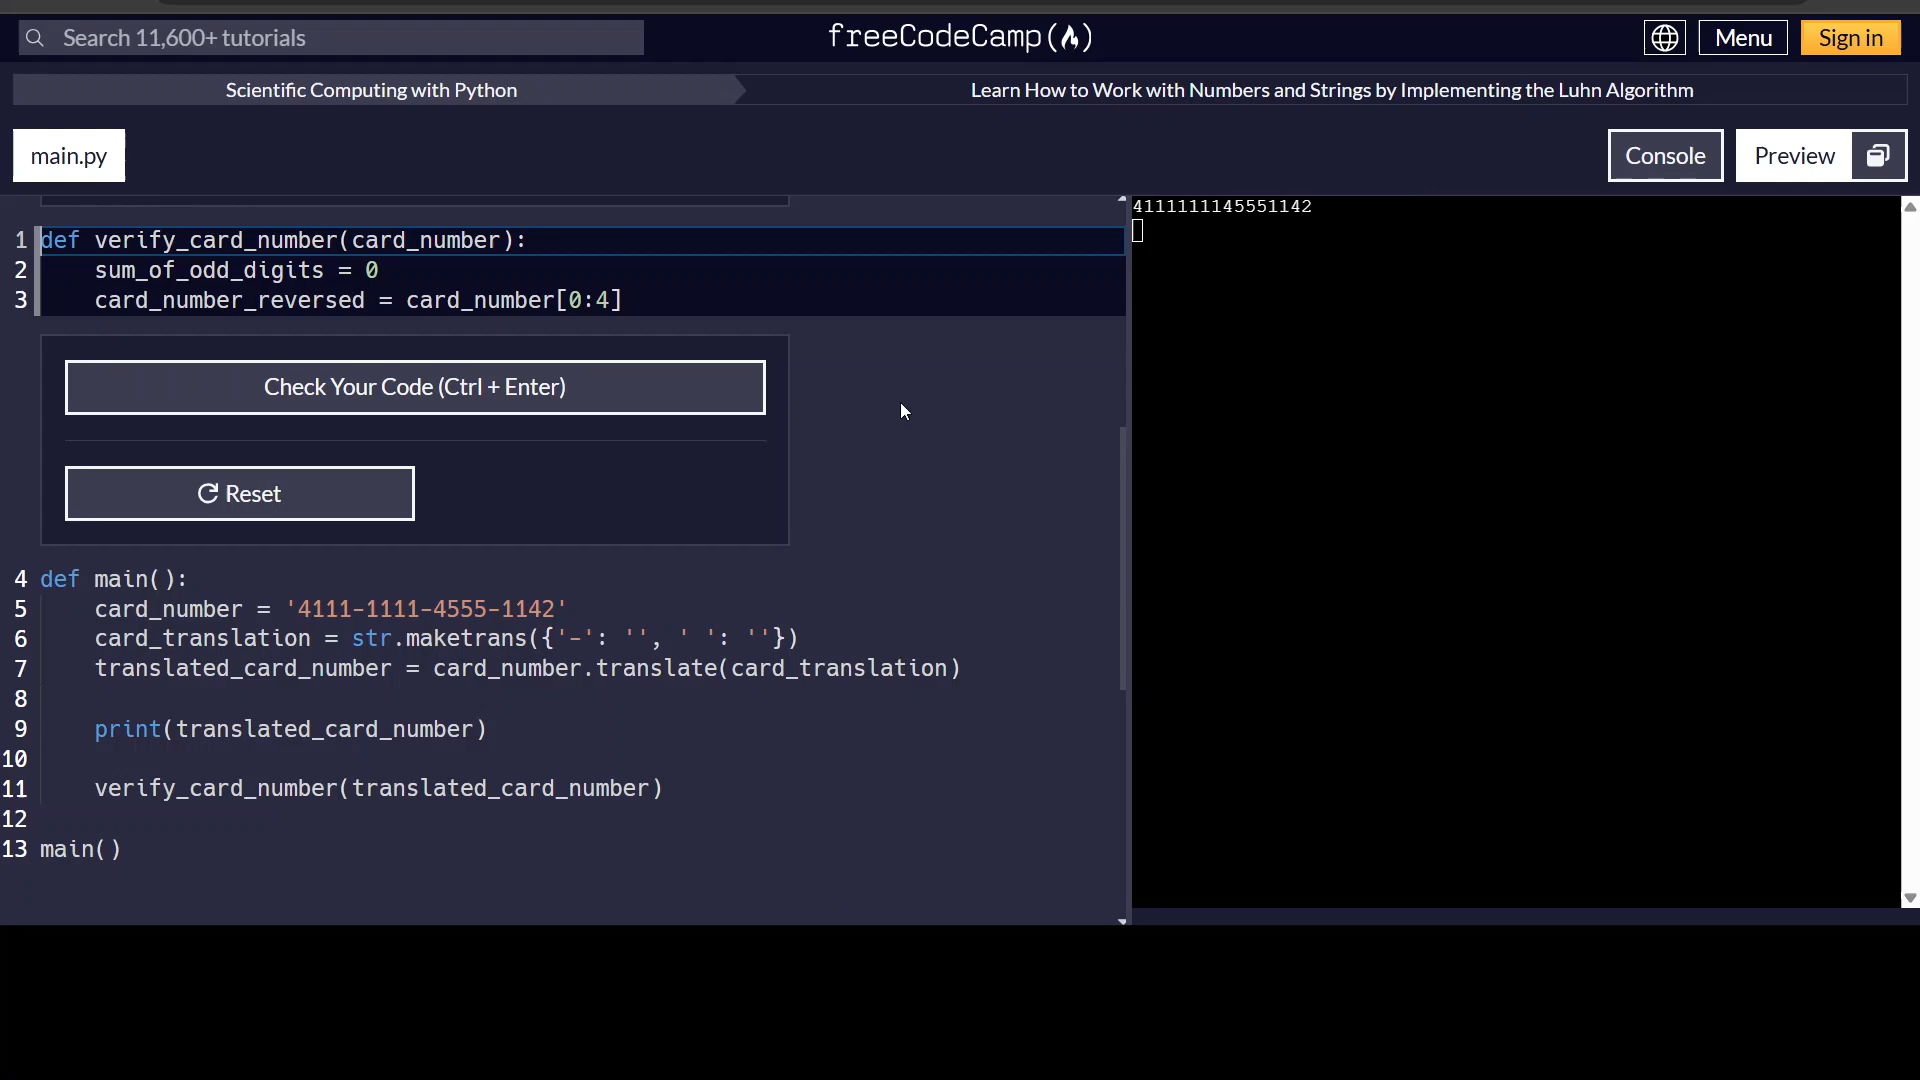 Search 11,600+ tutorials
freeCodeCamp(🔥)
Menu
Sign in
Scientific Computing with Python
Learn How to Work with Numbers and Strings by Implementing the Luhn Algorithm
main.py
Console
Preview
4111111145551142
1 def verify_card_number(card_number):
2     sum_of_odd_digits = 0
3     card_number_reversed = card_number[0:4]
Check Your Code (Ctrl + Enter)
Reset
4 def main():
5     card_number = '4111-1111-4555-1142'
6     card_translation = str.maketrans({'-': '', ' ': ''})
7     translated_card_number = card_number.translate(card_translation)
8
9     print(translated_card_number)
10
11     verify_card_number(translated_card_number)
12
13 main()